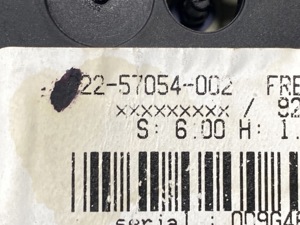 22-57054-002 FRE
xxxxxxxxx / 92
S: 6.00 H: 1.
serial : 0C9G4